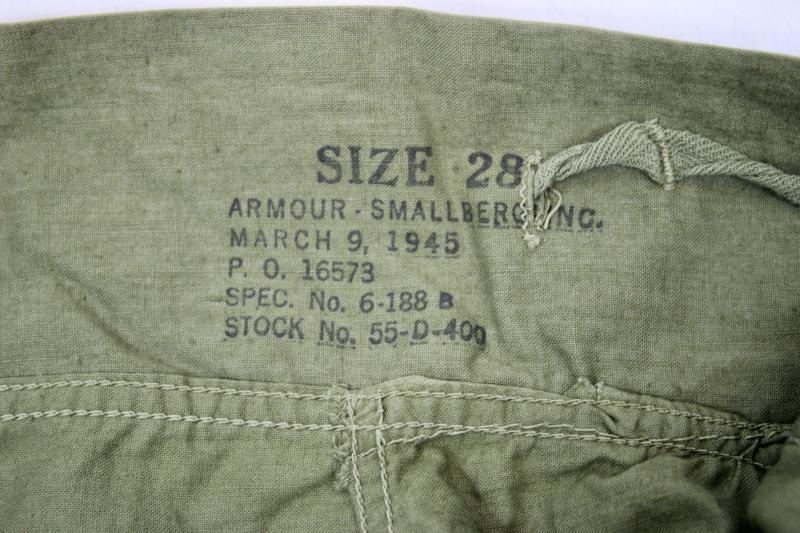 SIZE 28
ARMOUR - SMALLBERG INC.
MARCH 9, 1945
P. O. 16573
SPEC. No. 6-188 B
STOCK No. 55-D-400